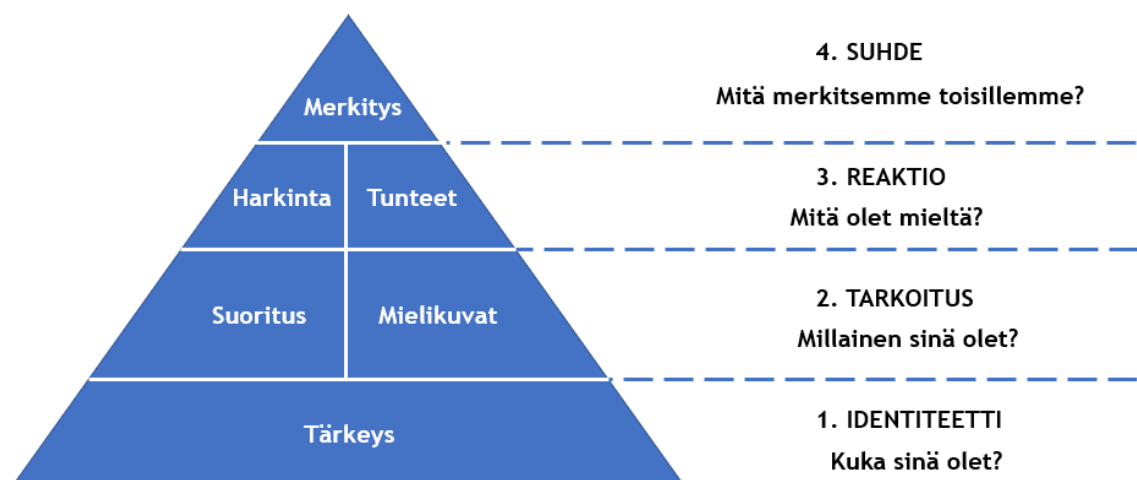 4. SUHDE
Merkitys
Mitä merkitsemme toisillemme?
3. REAKTIO
Harkinta
Tunteet
Mitä olet mieltä?
2. TARKOITUS
Suoritus
Mielikuvat
Millainen sinä olet?
1. IDENTITEETTI
Tärkeys
Kuka sinä olet?